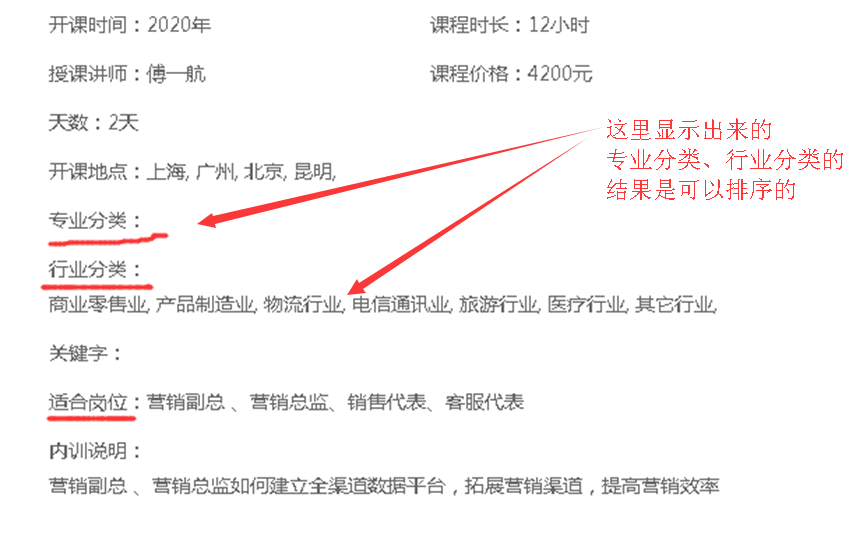 开课时间：2020年
课程时长：12小时
授课讲师：傅一航
课程价格：4200元
天数：2天
这里显示出来的
专业分类、行业分类的
结果是可以排序的
开课地点：上海, 广州, 北京, 昆明,
专业分类：
行业分类：
商业零售业, 产品制造业, 物流行业, 电信通讯业, 旅游行业, 医疗行业, 其它行业,
关键字：
适合岗位：营销副总 、营销总监、销售代表、客服代表
内训说明：
营销副总 、营销总监如何建立全渠道数据平台，拓展营销渠道，提高营销效率